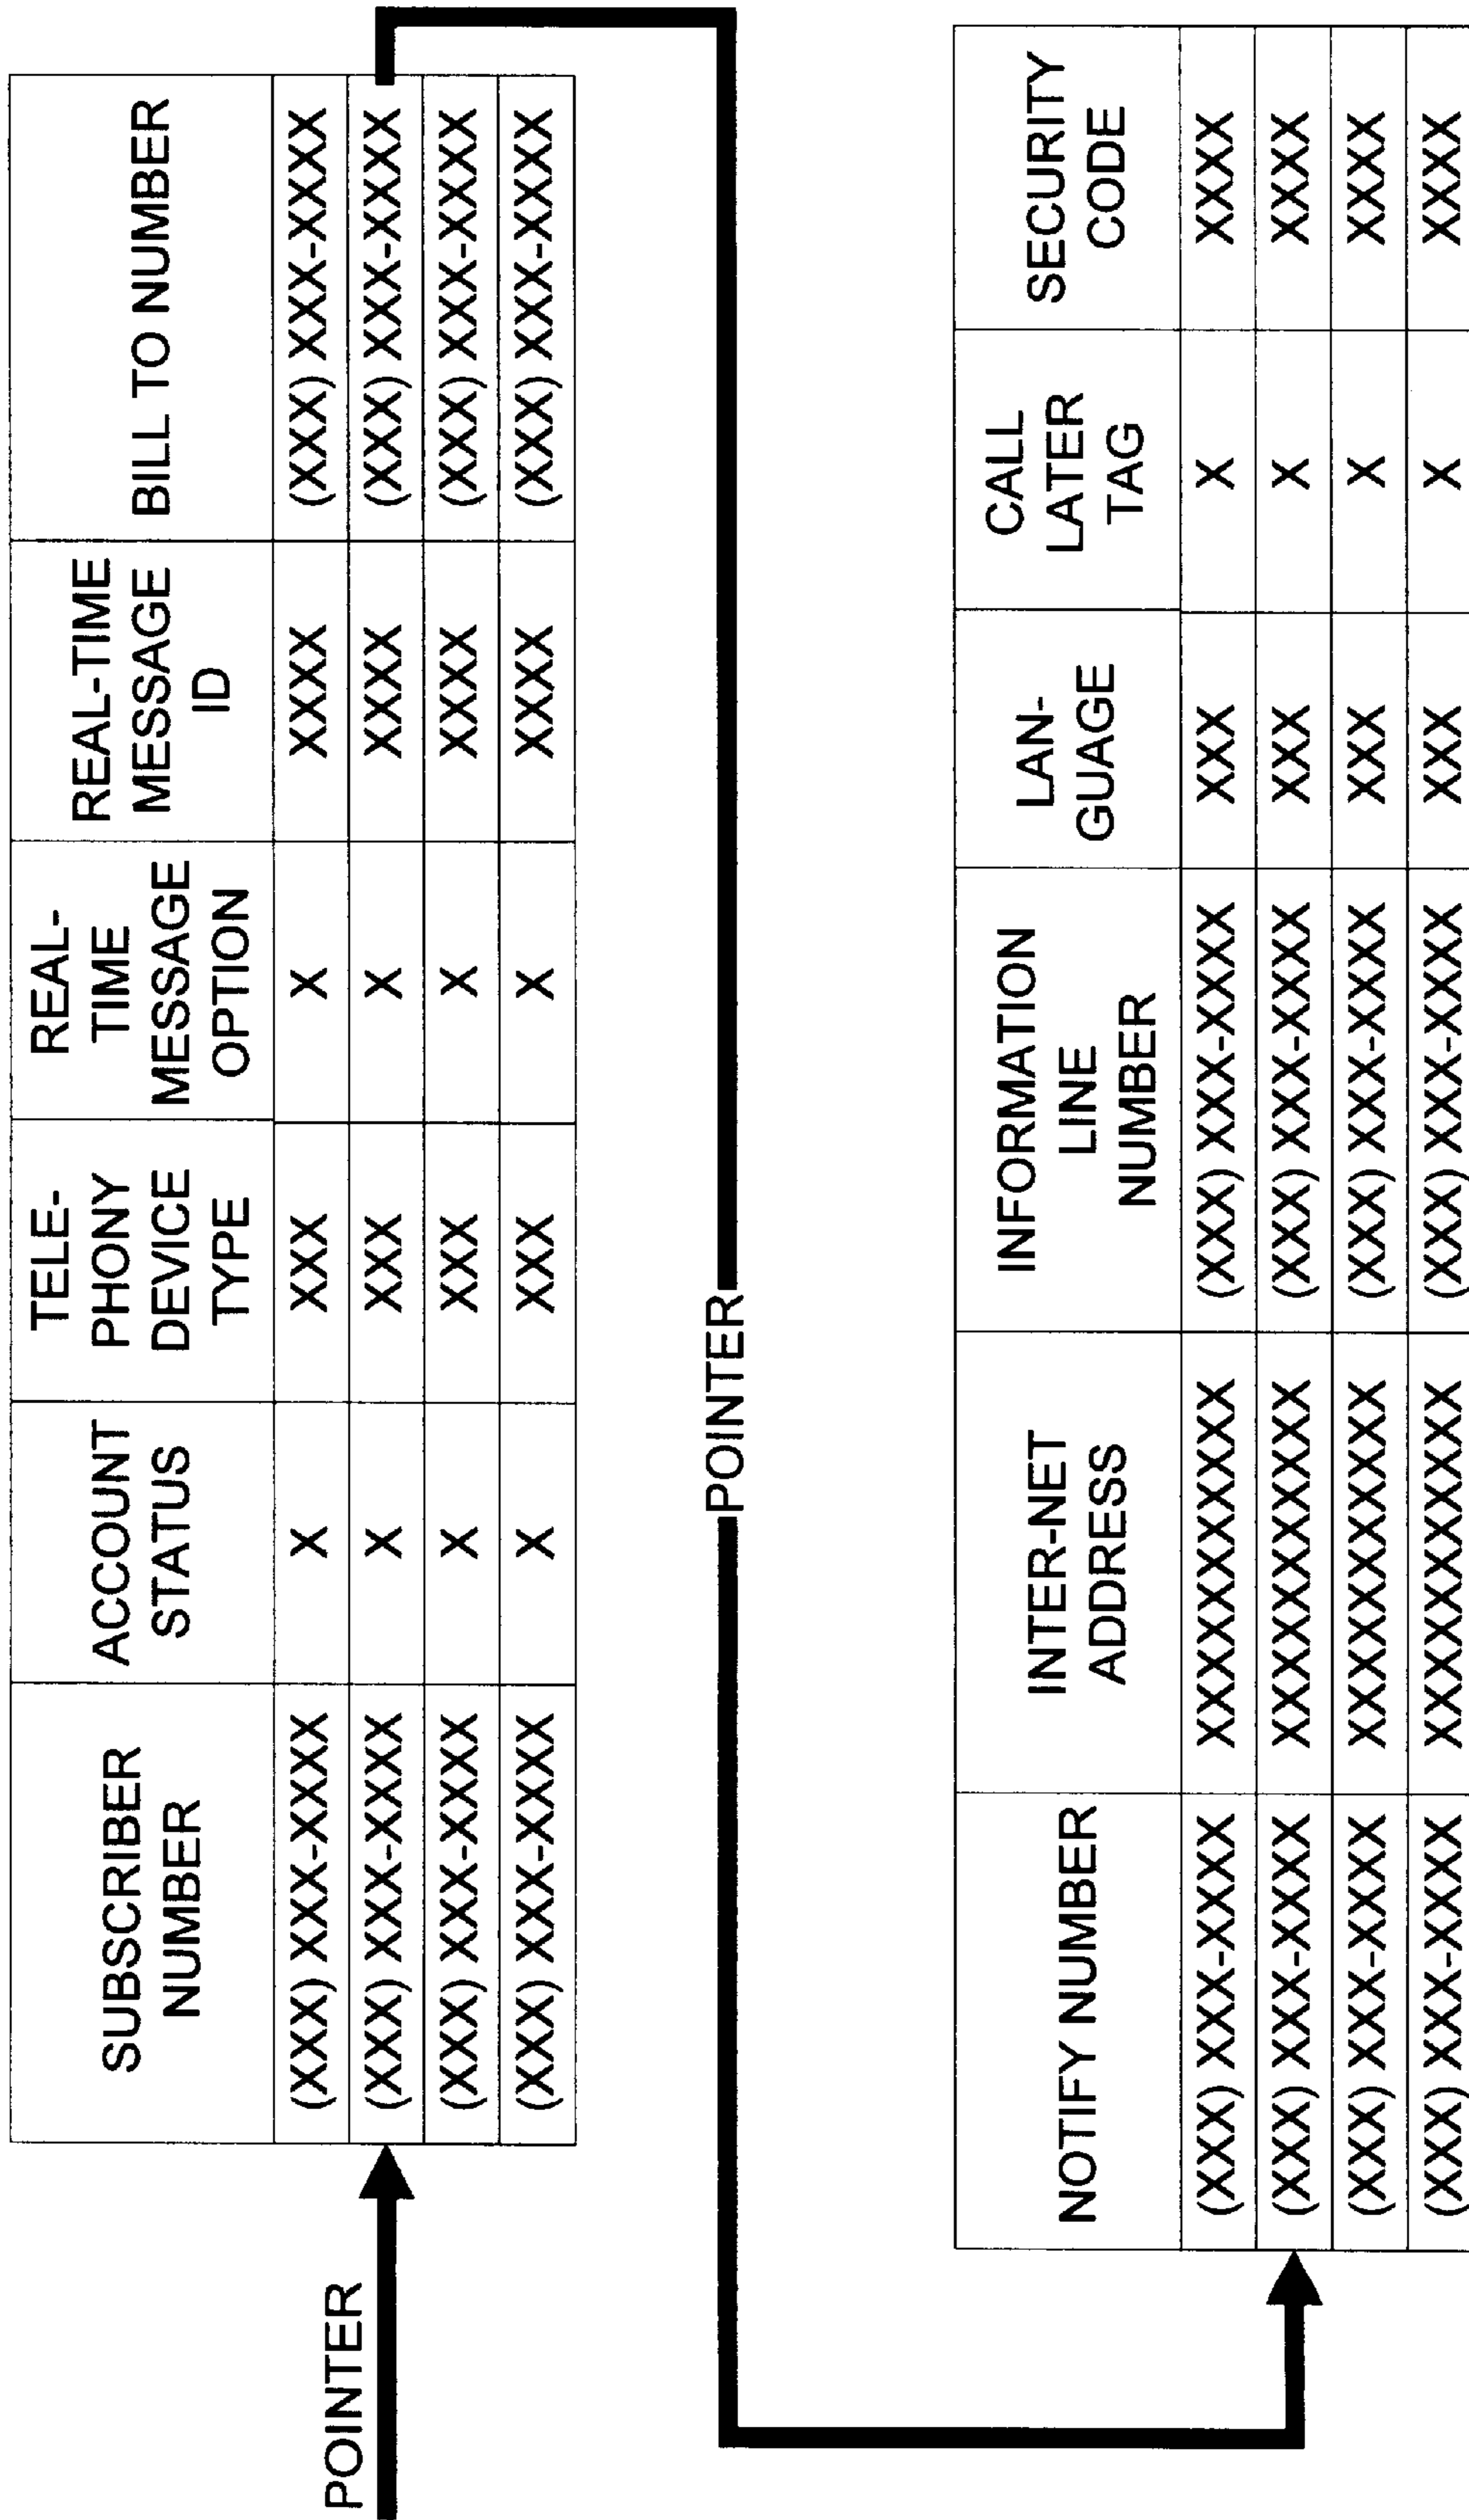 SUBSCRIBER
NUMBER
ACCOUNT
STATUS
TELE-
PHONY
DEVICE
TYPE
REAL-
TIME
MESSAGE
OPTION
REAL-TIME
MESSAGE
ID
BILL TO NUMBER
(XXX) XXX-XXXX X XXX X XXXX (XXX) XXX-XXXX
POINTER
(XXX) XXX-XXXX X XXX X XXXX (XXX) XXX-XXXX
(XXX) XXX-XXXX X XXX X XXXX (XXX) XXX-XXXX
(XXX) XXX-XXXX X XXX X XXXX (XXX) XXX-XXXX
POINTER
NOTIFY NUMBER
INTER-NET
ADDRESS
INFORMATION
LINE
NUMBER
LAN-
GUAGE
CALL
LATER
TAG
SECURITY
CODE
(XXX) XXX-XXXX XXXXXXXXXXX (XXX) XXX-XXXX XXX X XXXX
(XXX) XXX-XXXX XXXXXXXXXXX (XXX) XXX-XXXX XXX X XXXX
(XXX) XXX-XXXX XXXXXXXXXXX (XXX) XXX-XXXX XXX X XXXX
(XXX) XXX-XXXX XXXXXXXXXXX (XXX) XXX-XXXX XXX X XXXX